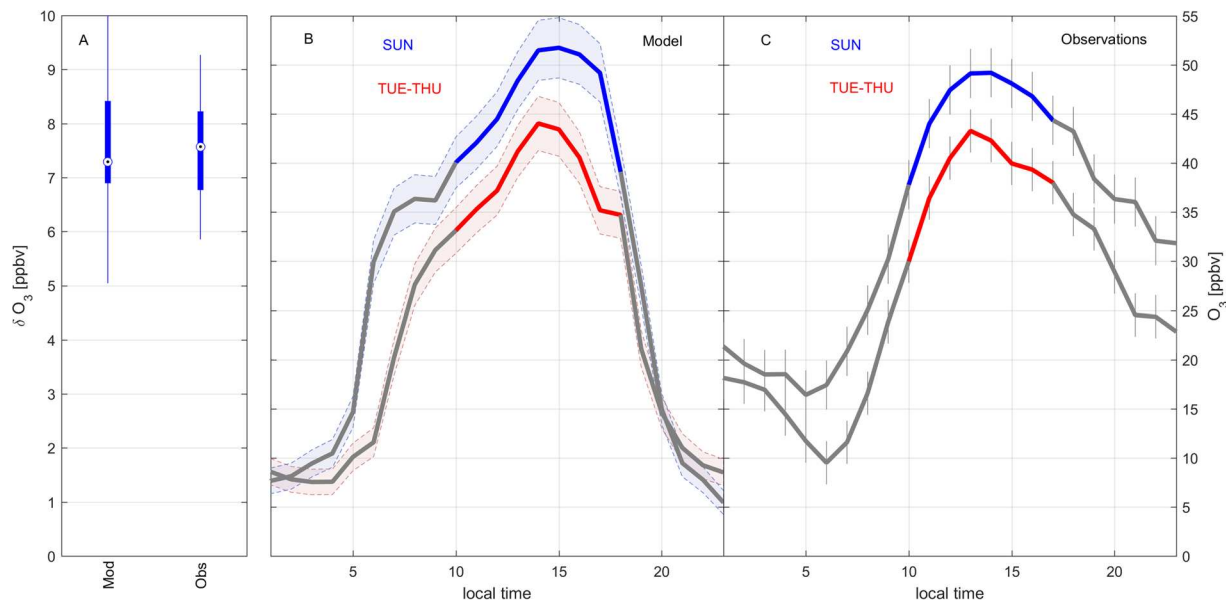 A
10
9
8
7
6
5
4
3
2
1
0
δ O3 [ppbv]
Mod
Obs
B
SUN
Model
TUE-THU
5
10
15
20
local time
C
SUN
Observations
TUE-THU
5
10
15
20
local time
55
50
45
40
35
30
25
20
15
10
5
0
O3 [ppbv]